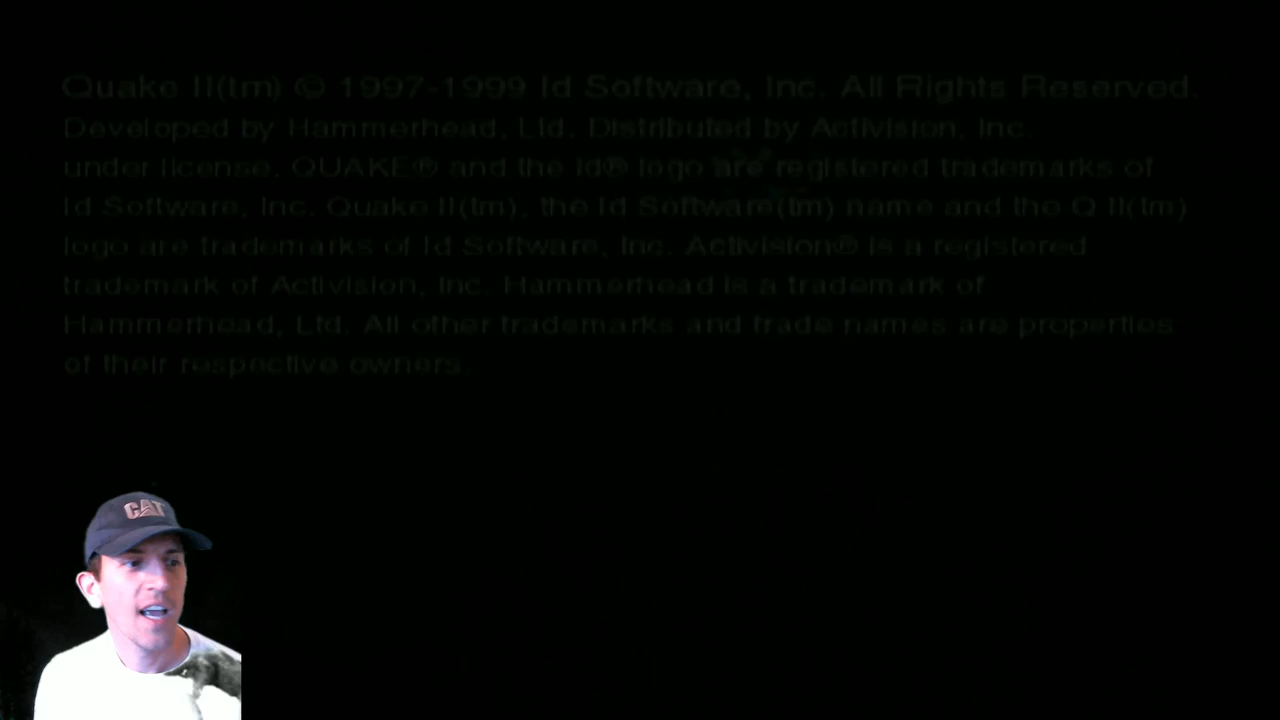 Quake II(tm) © 1997-1999 Id Software, Inc. All Rights Reserved.
Developed by Hammerhead, Ltd. Distributed by Activision, Inc.
under license. QUAKE® and the id® logo are registered trademarks of
Id Software, Inc. Quake II(tm), the Id Software(tm) name and the Q II(tm)
logo are trademarks of Id Software, Inc. Activision® is a registered
trademark of Activision, Inc. Hammerhead is a trademark of
Hammerhead, Ltd. All other trademarks and trade names are properties
of their respective owners.
CAT